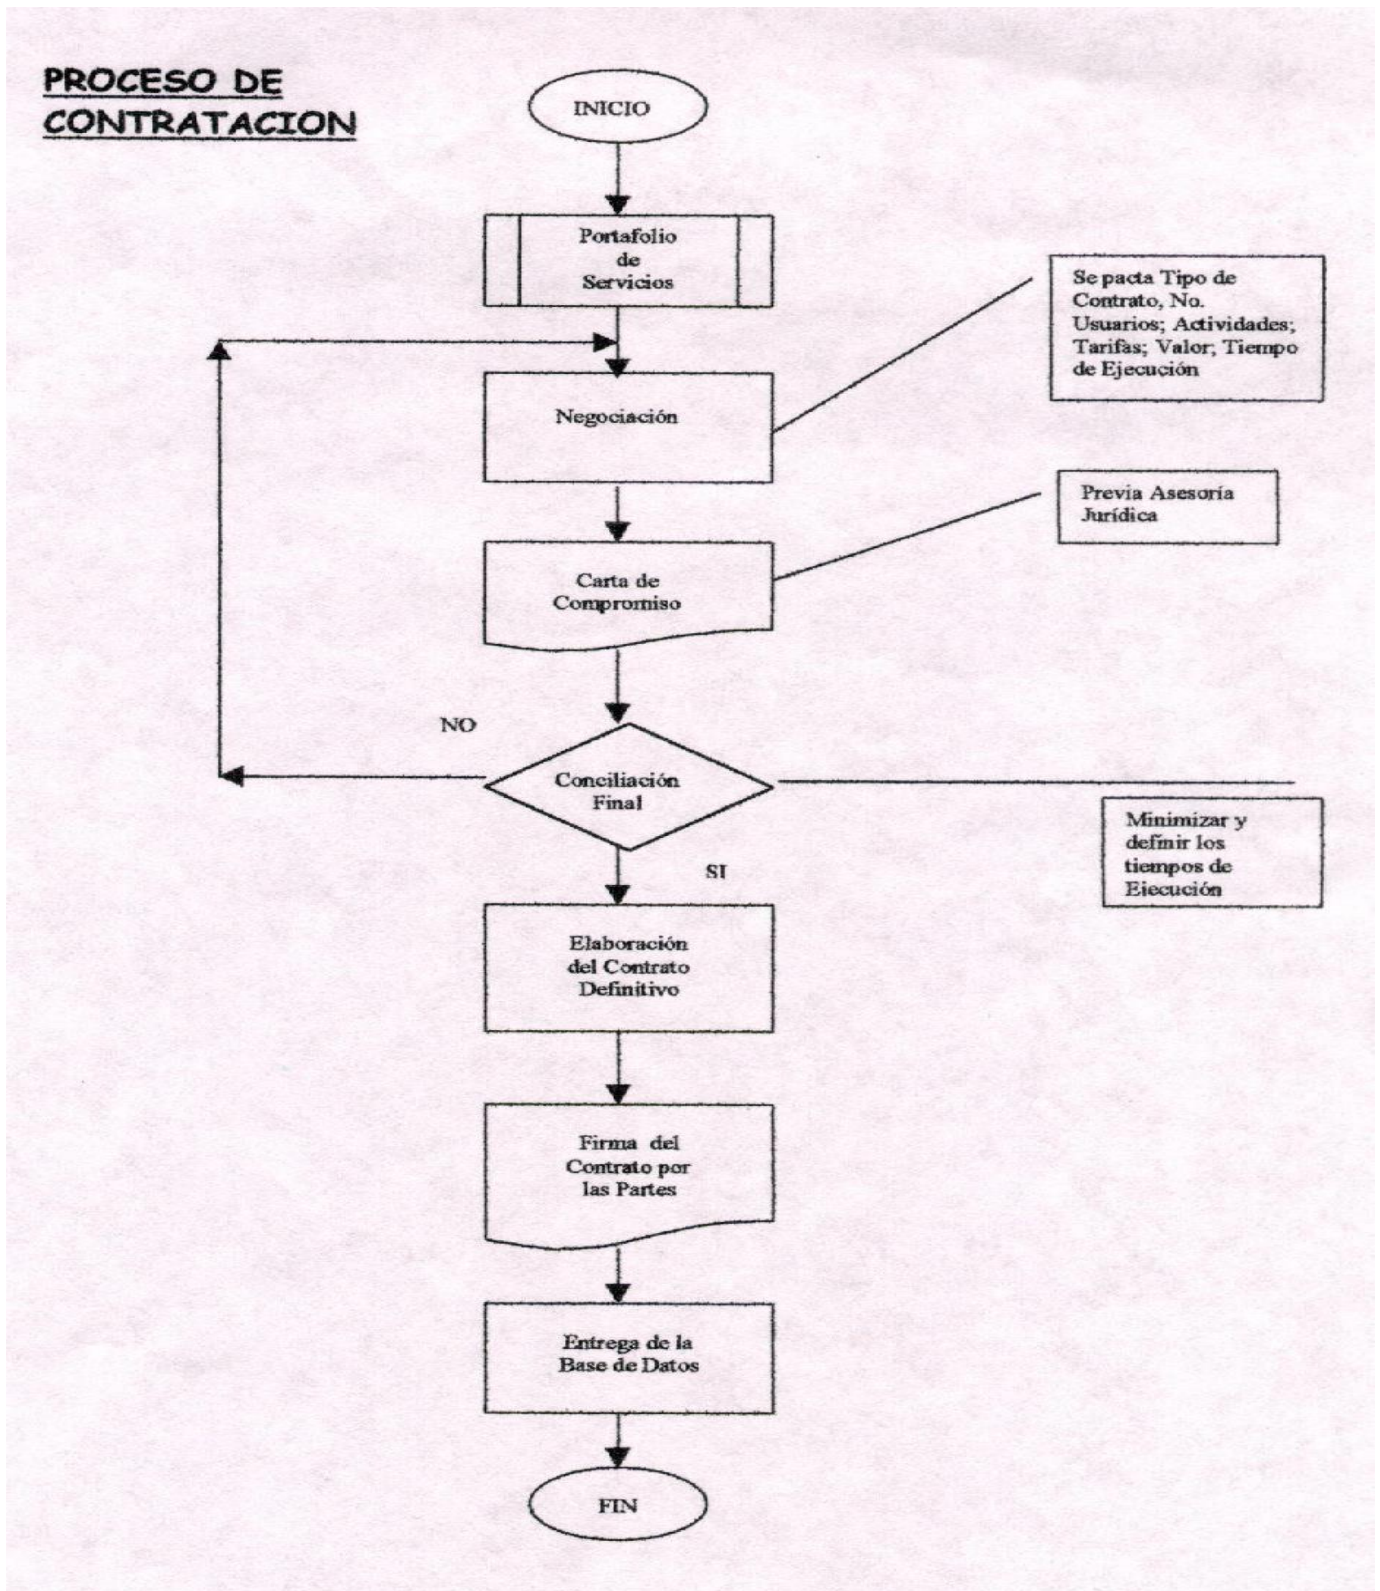 PROCESO DE
CONTRATACION
INICIO
Portafolio
de
Servicios
Se pacta Tipo de
Contrato, No.
Usuarios; Actividades;
Tarifas; Valor; Tiempo
de Ejecución
Negociación
Previa Asesoría
Jurídica
Carta de
Compromiso
NO
Conciliación
Final
Minimizar y
definir los
tiempos de
Ejecución
SI
Elaboración
del Contrato
Definitivo
Firma del
Contrato por
las Partes
Entrega de la
Base de Datos
FIN